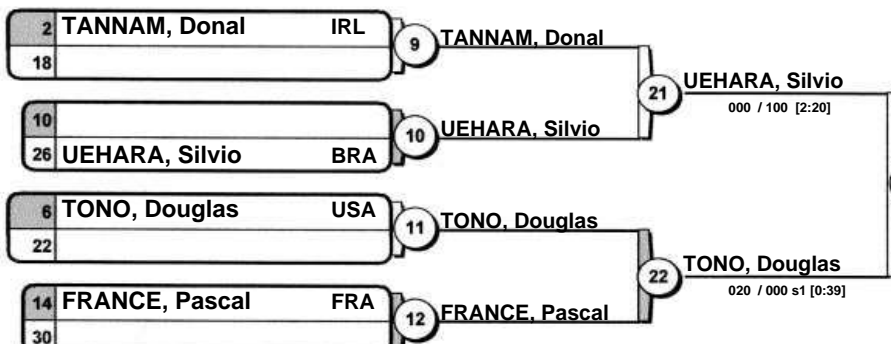 2 TANNAM, Donal IRL
18
9 TANNAM, Donal
10
26 UEHARA, Silvio BRA
10 UEHARA, Silvio
21 UEHARA, Silvio
000 / 100 [2:20]
6 TONO, Douglas USA
22
11 TONO, Douglas
14 FRANCE, Pascal FRA
30
12 FRANCE, Pascal
22 TONO, Douglas
020 / 000 s1 [0:39]